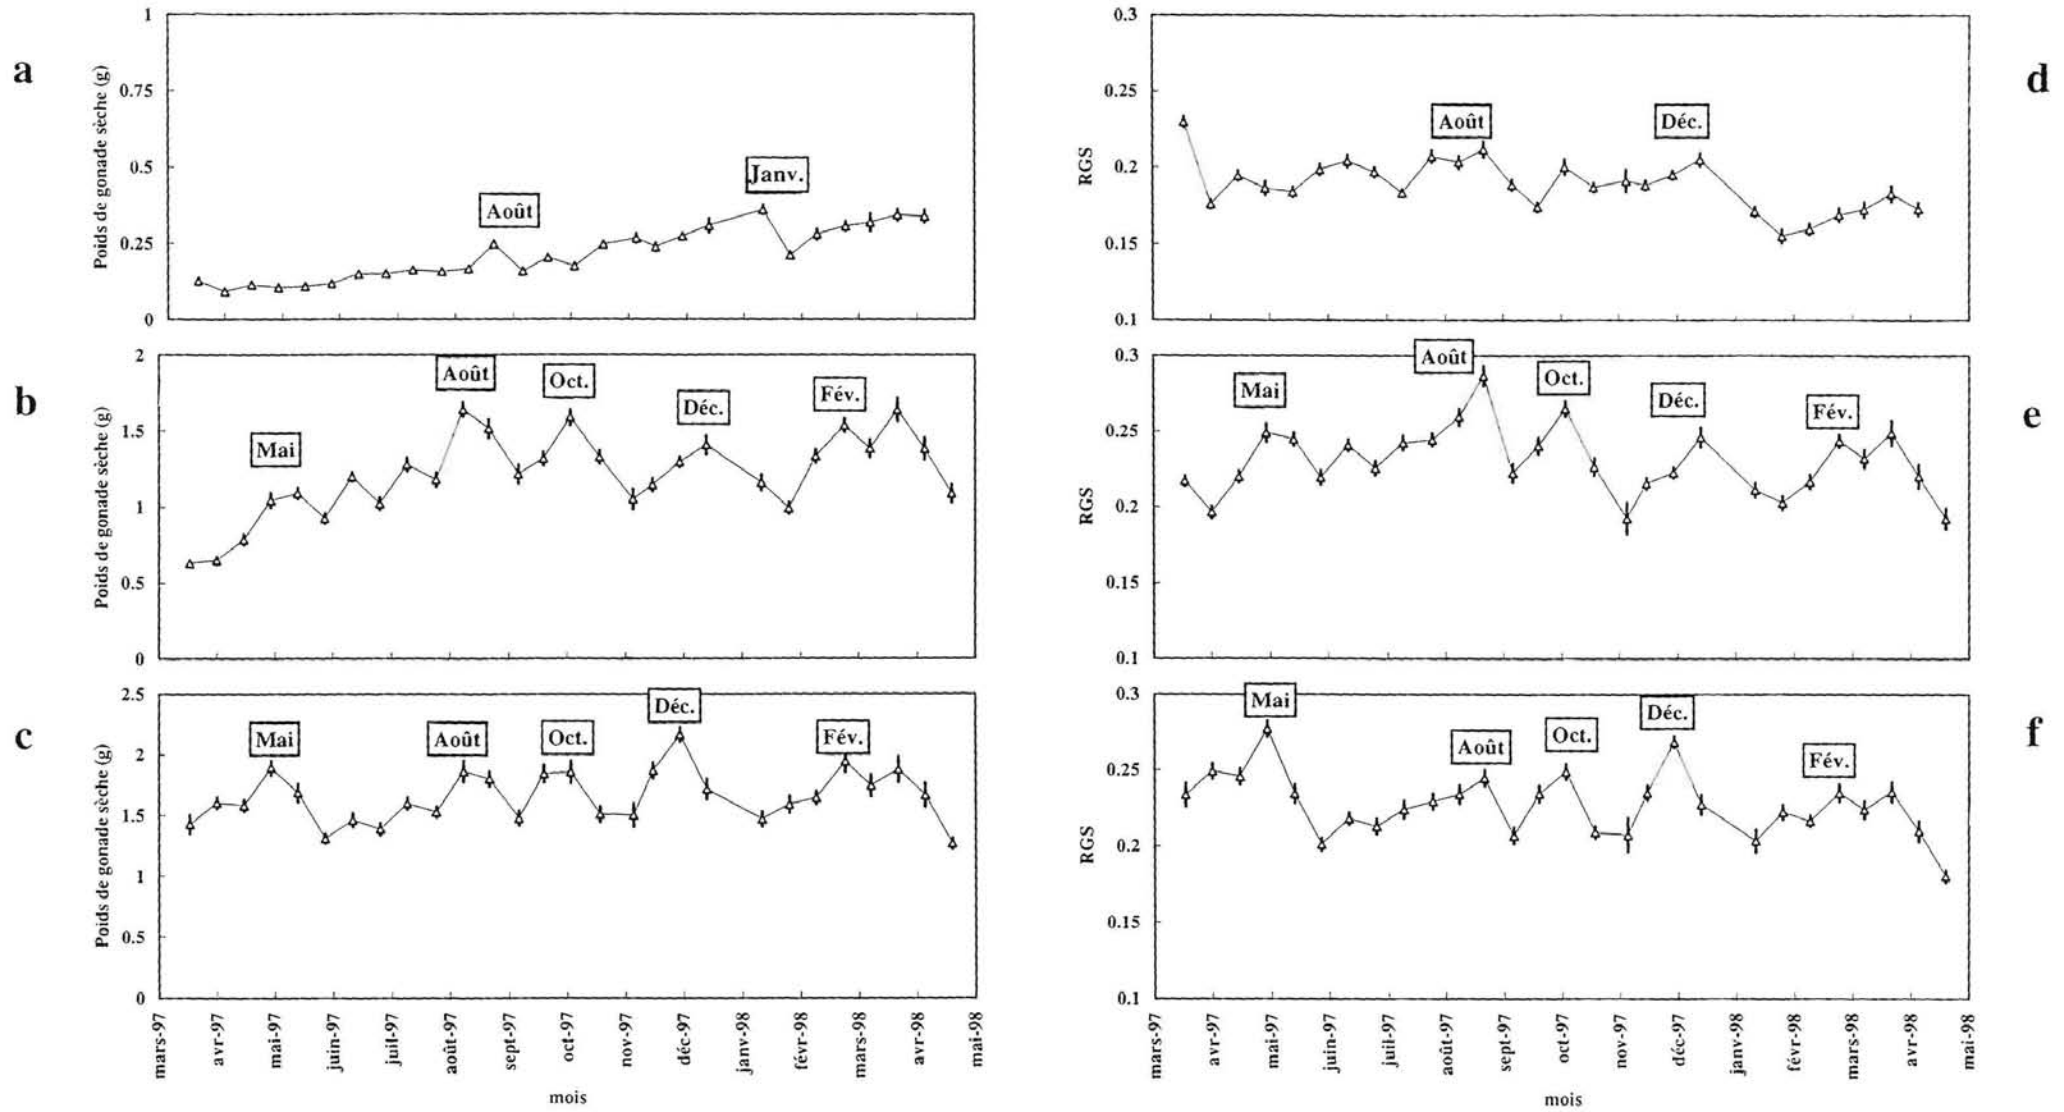 a
Poids de gonade sèche (g)
1
0.75
0.5
0.25
0
Août
Janv.
b
Poids de gonade sèche (g)
2
1.5
1
0.5
0
Mai
Août
Oct.
Déc.
Fév.
c
Poids de gonade sèche (g)
2.5
2
1.5
1
0.5
0
Mai
Août
Oct.
Déc.
Fév.
mars-97
avr-97
mai-97
juin-97
juil-97
août-97
sept-97
oct-97
nov-97
déc-97
janv-98
févr-98
mars-98
avr-98
mai-98
mois
d
RGS
0.3
0.25
0.2
0.15
0.1
Août
Déc.
e
RGS
0.3
0.25
0.2
0.15
0.1
Mai
Août
Oct.
Déc.
Fév.
f
RGS
0.3
0.25
0.2
0.15
0.1
Mai
Août
Oct.
Déc.
Fév.
mars-97
avr-97
mai-97
juin-97
juil-97
août-97
sept-97
oct-97
nov-97
déc-97
janv-98
févr-98
mars-98
avr-98
mai-98
mois